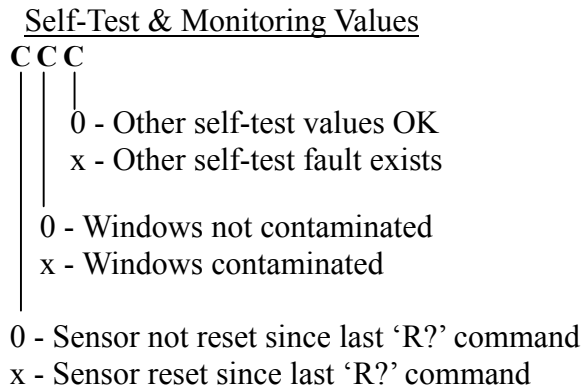 Self-Test & Monitoring Values
C C C
0 - Other self-test values OK
x - Other self-test fault exists
0 - Windows not contaminated
x - Windows contaminated
0 - Sensor not reset since last ‘R?’ command
x - Sensor reset since last ‘R?’ command